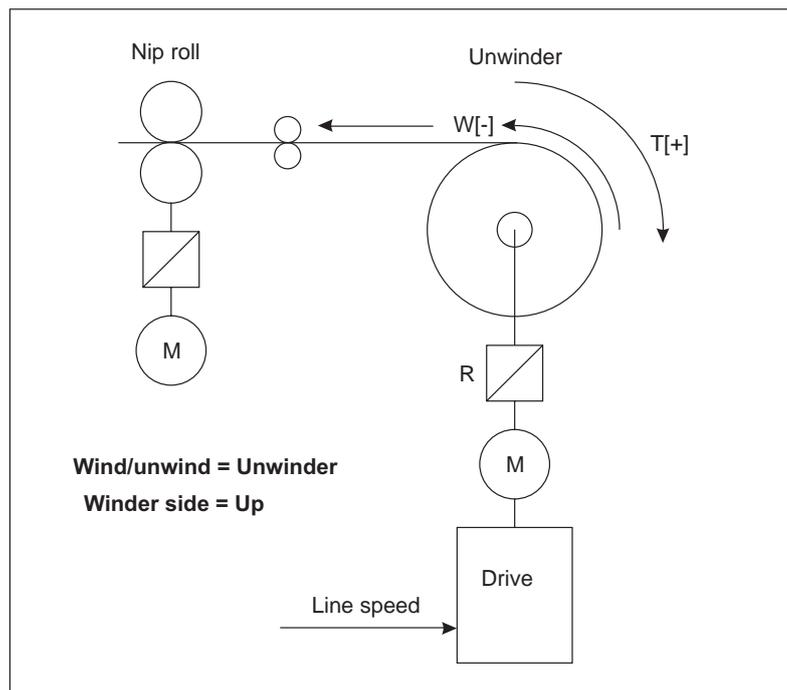 Nip roll
Unwinder
W[-]
T[+]
M
R
M
Wind/unwind = Unwinder
Winder side = Up
Drive
Line speed